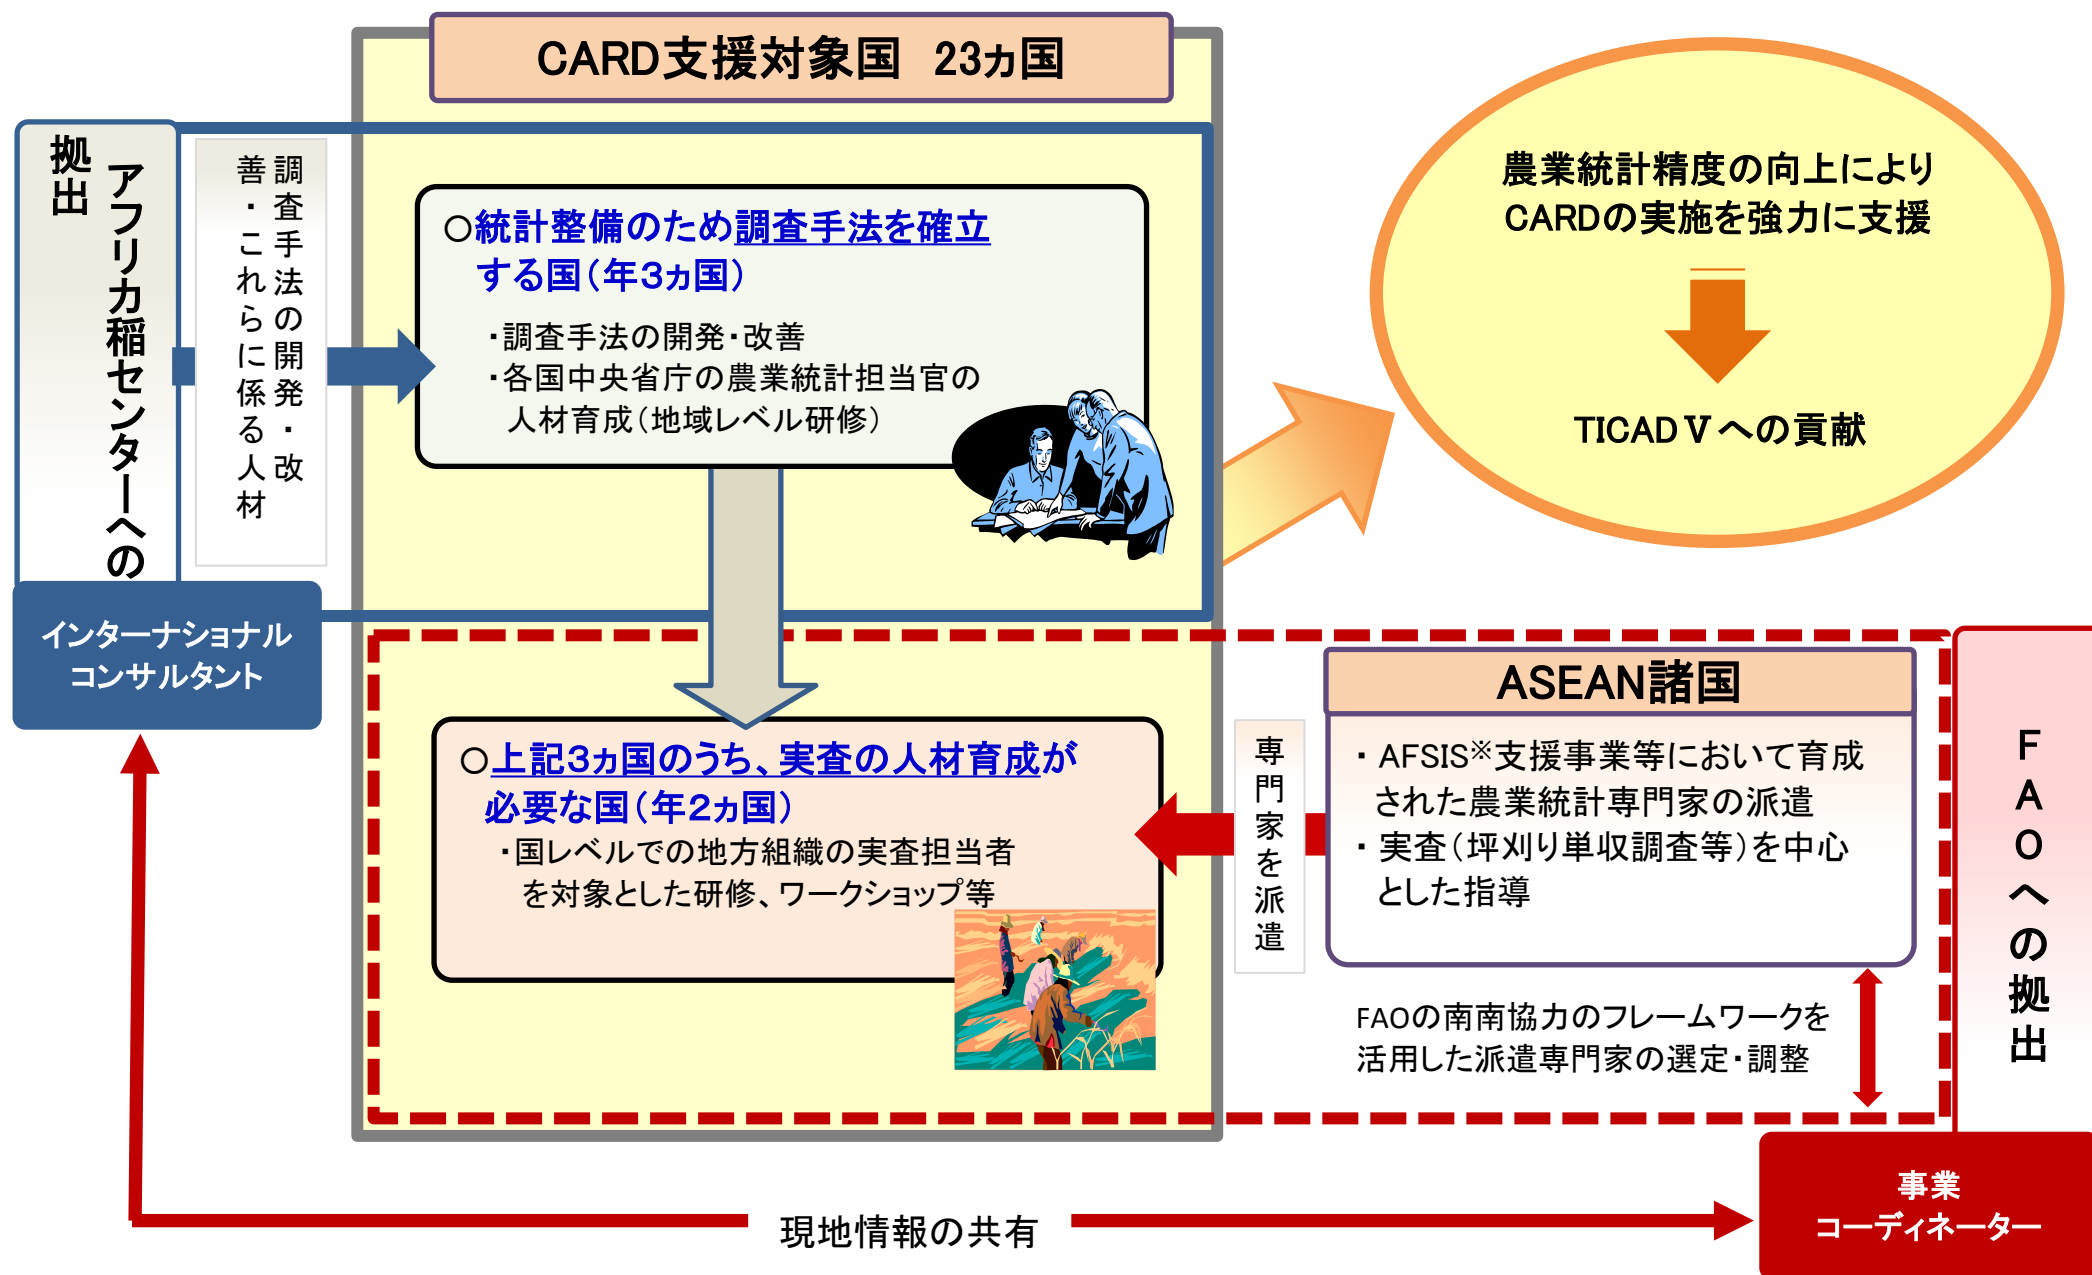 CARD支援対象国　23ヵ国
アフリカ稲センターへの
拠出
調査手法の開発・改
善・これらに係る人材
インターナショナル
コンサルタント
○統計整備のため調査手法を確立
する国（年3ヵ国）
・調査手法の開発・改善
・各国中央省庁の農業統計担当官の
人材育成（地域レベル研修）
農業統計精度の向上により
CARDの実施を強力に支援
TICADⅤへの貢献
○上記3ヵ国のうち、実査の人材育成が
必要な国（年2ヵ国）
・国レベルでの地方組織の実査担当者
を対象とした研修、ワークショップ等
専門家を派遣
ASEAN諸国
・AFSIS※支援事業等において育成
された農業統計専門家の派遣
・実査（坪刈り単収調査等）を中心
とした指導
FAOの南南協力のフレームワークを
活用した派遣専門家の選定・調整
FAOへの拠出
事業
コーディネーター
現地情報の共有